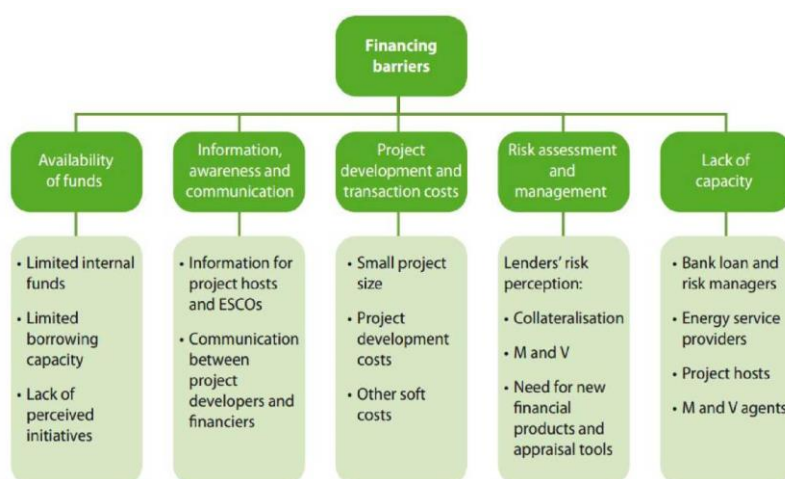 Financing
barriers
Availability
of funds
Information,
awareness and
communication
Project
development and
transaction costs
Risk assessment
and
management
Lack of
capacity
• Limited internal
funds
• Limited
borrowing
capacity
• Lack of
perceived
initiatives
• Information for
project hosts
and ESCOs
• Communication
between
project
developers and
financiers
• Small project
size
• Project
development
costs
• Other soft
costs
Lenders’ risk
perception:
• Collateralisation
• M and V
• Need for new
financial
products and
appraisal tools
• Bank loan and
risk managers
• Energy service
providers
• Project hosts
• M and V agents